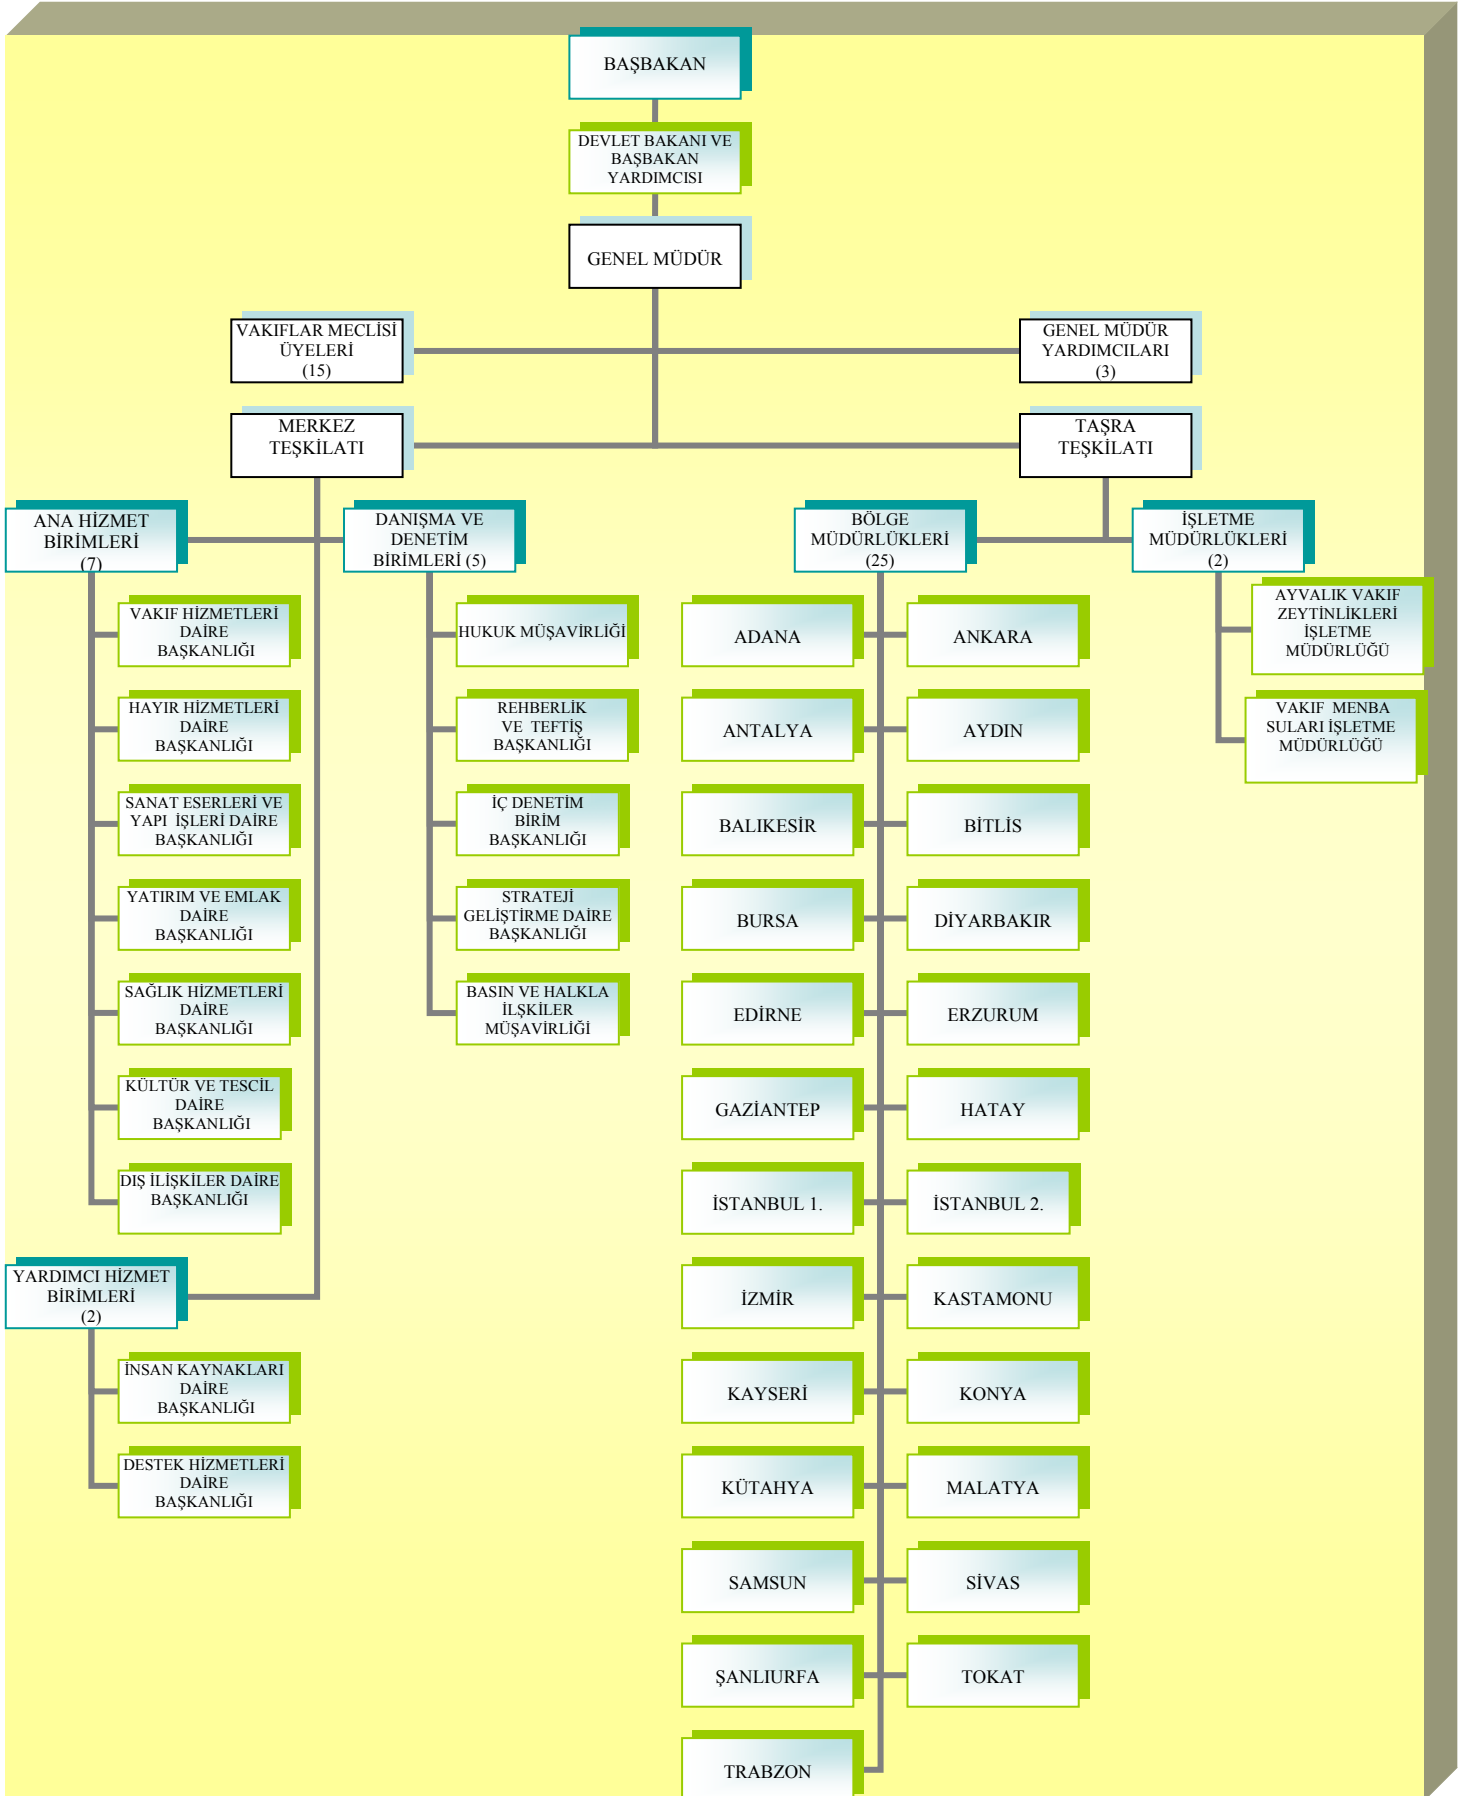 BAŞBAKAN
DEVLET BAKANI VE
BAŞBAKAN
YARDIMCISI
GENEL MÜDÜR
VAKIFLAR MECLİSİ
ÜYELERİ
(15)
GENEL MÜDÜR
YARDIMCILARI
(3)
MERKEZ
TEŞKİLATI
TAŞRA
TEŞKİLATI
ANA HİZMET
BİRİMLERİ
(7)
DANIŞMA VE
DENETİM
BİRİMLERİ (5)
BÖLGE
MÜDÜRLÜKLERİ
(25)
İŞLETME
MÜDÜRLÜKLERİ
(2)
VAKIF HİZMETLERİ
DAİRE
BAŞKANLIĞI
HAYIR HİZMETLERİ
DAİRE
BAŞKANLIĞI
SANAT ESERLERİ VE
YAPI İŞLERİ DAİRE
BAŞKANLIĞI
YATIRIM VE EMLAK
DAİRE
BAŞKANLIĞI
SAĞLIK HİZMETLERİ
DAİRE
BAŞKANLIĞI
KÜLTÜR VE TESCİL
DAİRE
BAŞKANLIĞI
DIŞ İLİŞKİLER DAİRE
BAŞKANLIĞI
YARDIMCI HİZMET
BİRİMLERİ
(2)
İNSAN KAYNAKLARI
DAİRE
BAŞKANLIĞI
DESTEK HİZMETLERİ
DAİRE
BAŞKANLIĞI
HUKUK MÜŞAVİRLİĞİ
REHBERLİK
VE TEFTİŞ
BAŞKANLIĞI
İÇ DENETİM
BİRİM
BAŞKANLIĞI
STRATEJİ
GELİŞTİRME DAİRE
BAŞKANLIĞI
BASIN VE HALKLA
İLŞKİLER
MÜŞAVİRLİĞİ
ADANA
ANKARA
ANTALYA
AYDIN
BALIKESİR
BİTLİS
BURSA
DİYARBAKIR
EDİRNE
ERZURUM
GAZİANTEP
HATAY
İSTANBUL 1.
İSTANBUL 2.
İZMİR
KASTAMONU
KAYSERİ
KONYA
KÜTAHYA
MALATYA
SAMSUN
SİVAS
ŞANLIURFA
TOKAT
TRABZON
AYVALIK VAKIF
ZEYTİNLİKLERİ
İŞLETME
MÜDÜRLÜĞÜ
VAKIF MENBA
SULARI İŞLETME
MÜDÜRLÜĞÜ